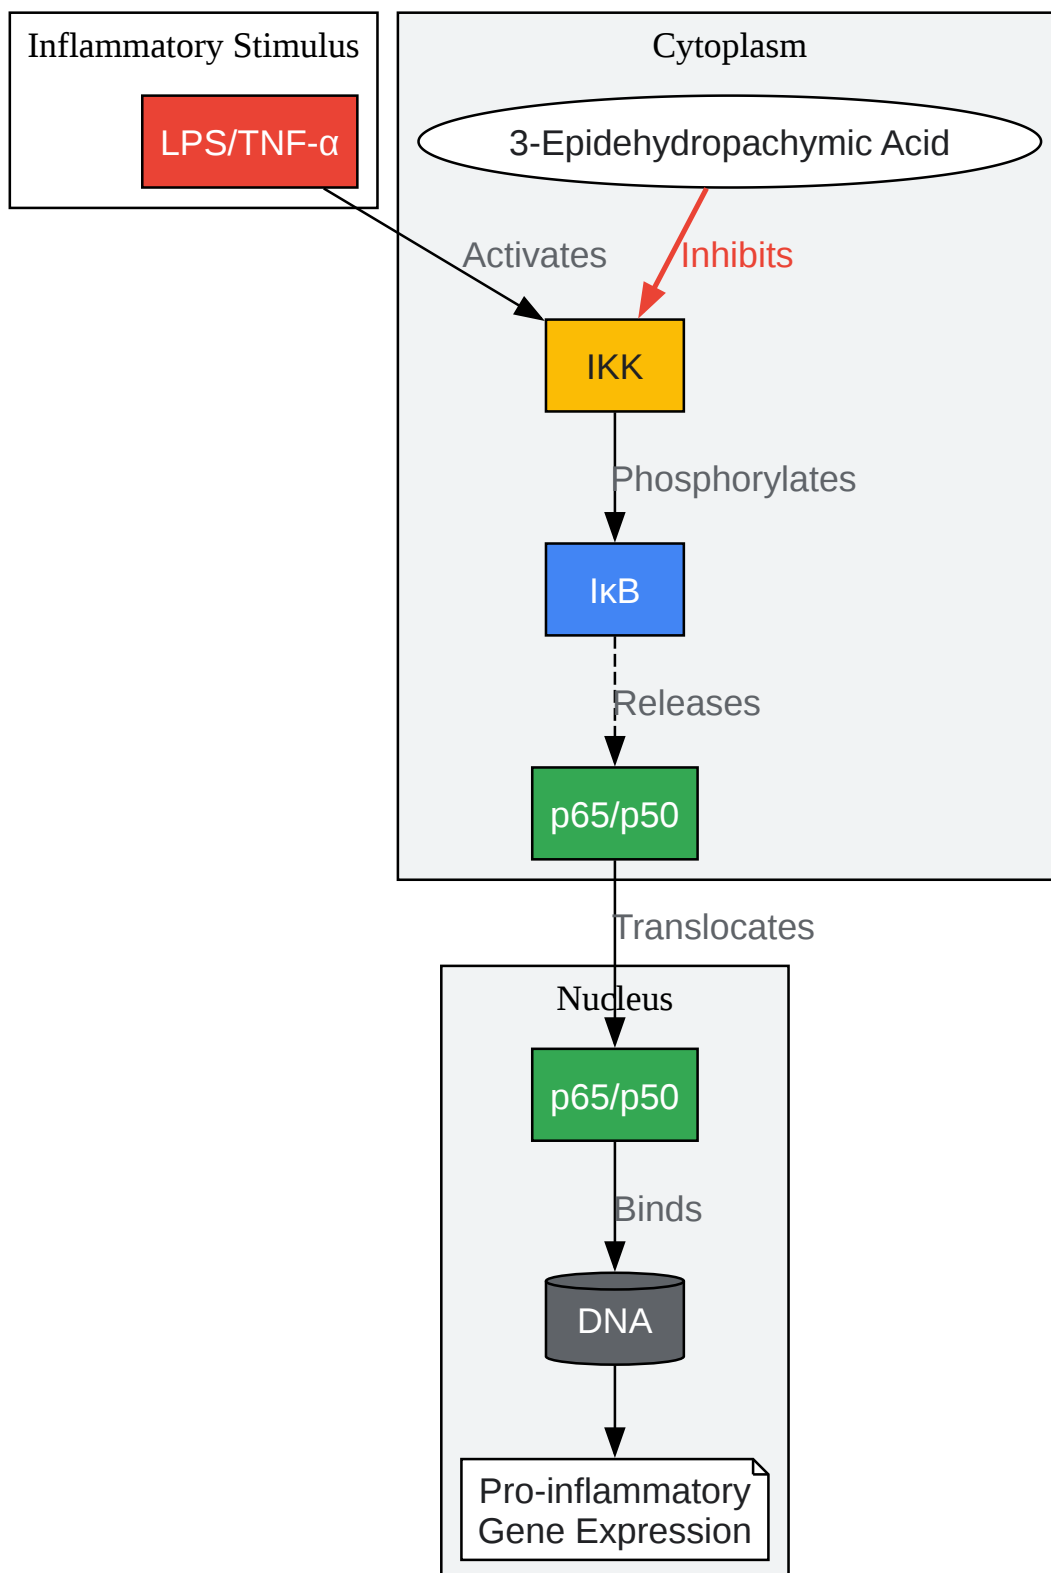 Inflammatory Stimulus
Cytoplasm
LPS/TNF-α
3-Epidehydropachymic Acid
Activates
Inhibits
IKK
Phosphorylates
IκB
Releases
p65/p50
Translocates
Nucleus
p65/p50
Binds
DNA
Pro-inflammatory
Gene Expression